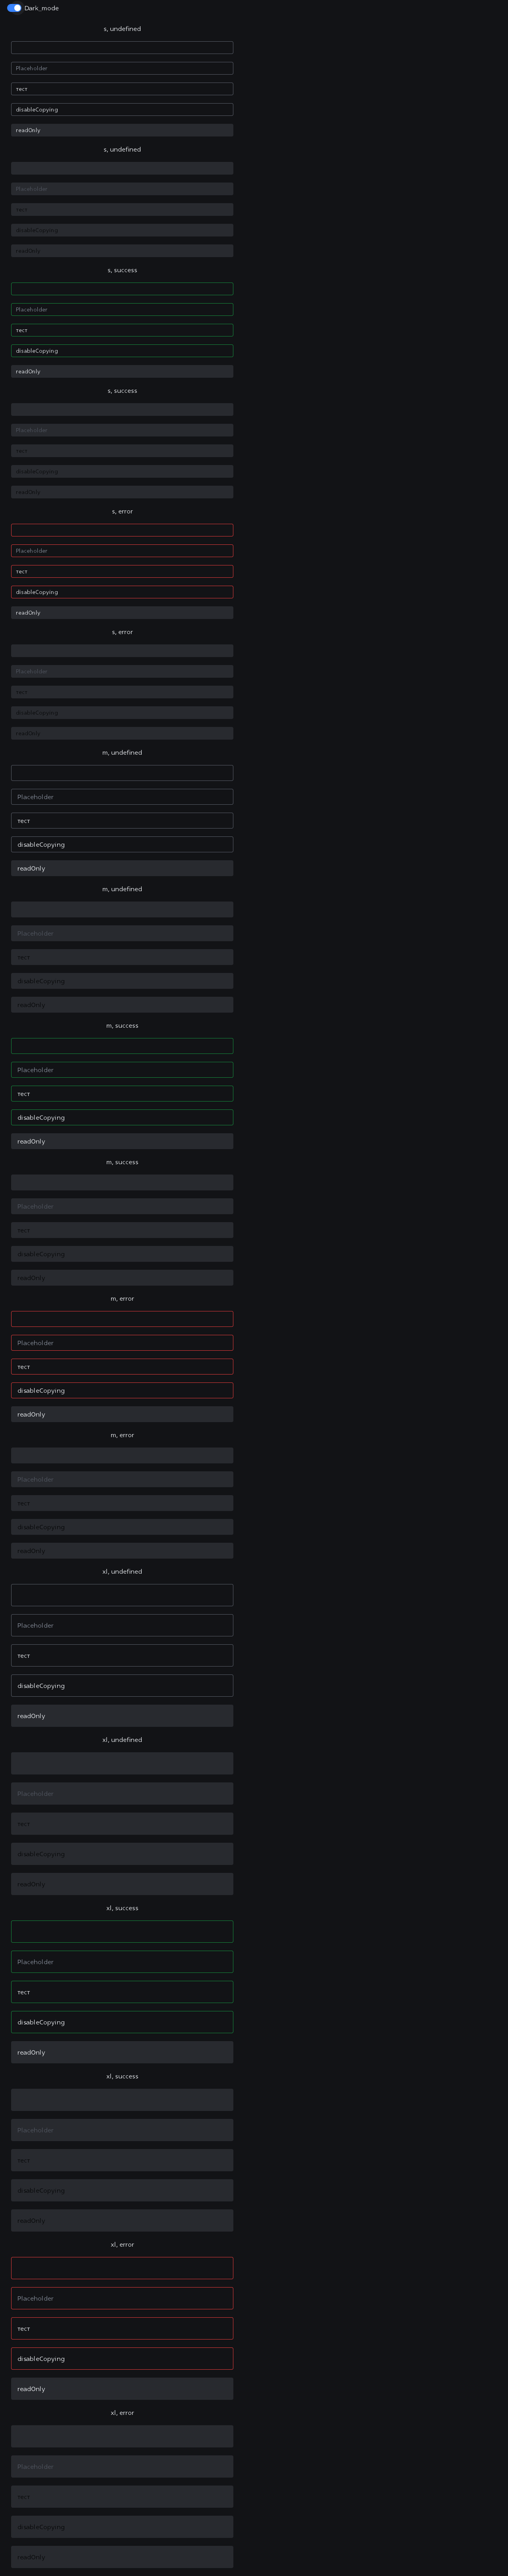 Dark_mode
s, undefined
Placeholder
тест
disableCopying
readOnly
s, undefined
Placeholder
тест
disableCopying
readOnly
s, success
Placeholder
тест
disableCopying
readOnly
s, success
Placeholder
тест
disableCopying
readOnly
s, error
Placeholder
тест
disableCopying
readOnly
s, error
Placeholder
тест
disableCopying
readOnly
m, undefined
Placeholder
тест
disableCopying
readOnly
m, undefined
Placeholder
тест
disableCopying
readOnly
m, success
Placeholder
тест
disableCopying
readOnly
m, success
Placeholder
тест
disableCopying
readOnly
m, error
Placeholder
тест
disableCopying
readOnly
m, error
Placeholder
тест
disableCopying
readOnly
xl, undefined
Placeholder
тест
disableCopying
readOnly
xl, undefined
Placeholder
тест
disableCopying
readOnly
xl, success
Placeholder
тест
disableCopying
readOnly
xl, success
Placeholder
тест
disableCopying
readOnly
xl, error
Placeholder
тест
disableCopying
readOnly
xl, error
Placeholder
тест
disableCopying
readOnly